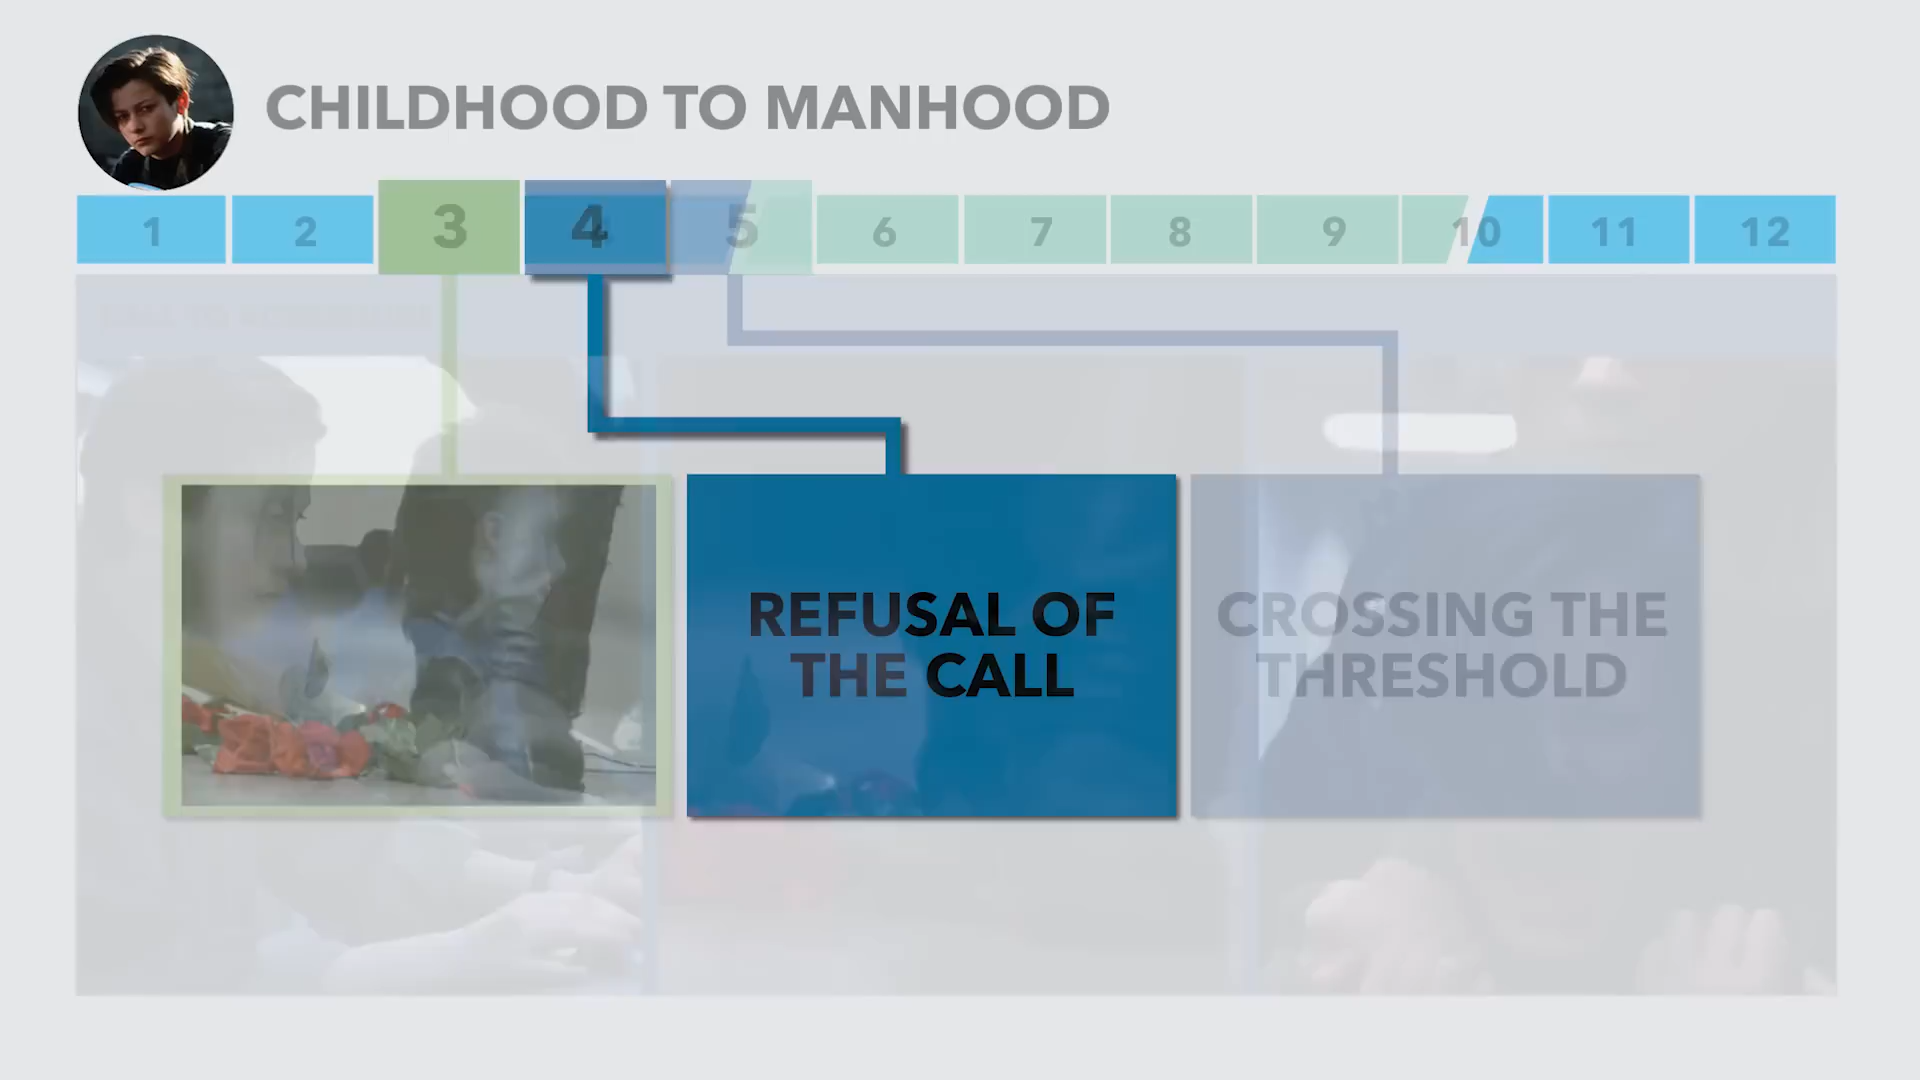 CHILDHOOD TO MANHOOD
1 2 3 4 5 6 7 8 9 10 11 12
REFUSAL OF
THE CALL
CROSSING THE
THRESHOLD